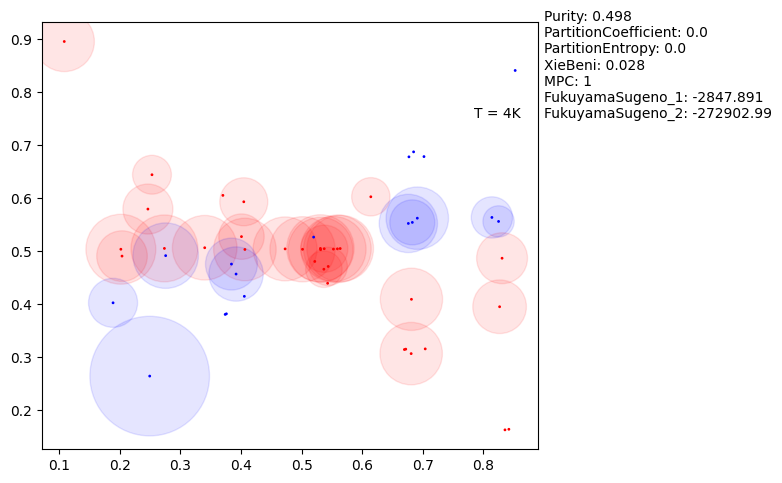 Purity: 0.498
PartitionCoefficient: 0.0
PartitionEntropy: 0.0
XieBeni: 0.028
MPC: 1
FukuyamaSugeno_1: -2847.891
FukuyamaSugeno_2: -272902.99
T = 4K
0.9
0.8
0.7
0.6
0.5
0.4
0.3
0.2
0.1 0.2 0.3 0.4 0.5 0.6 0.7 0.8